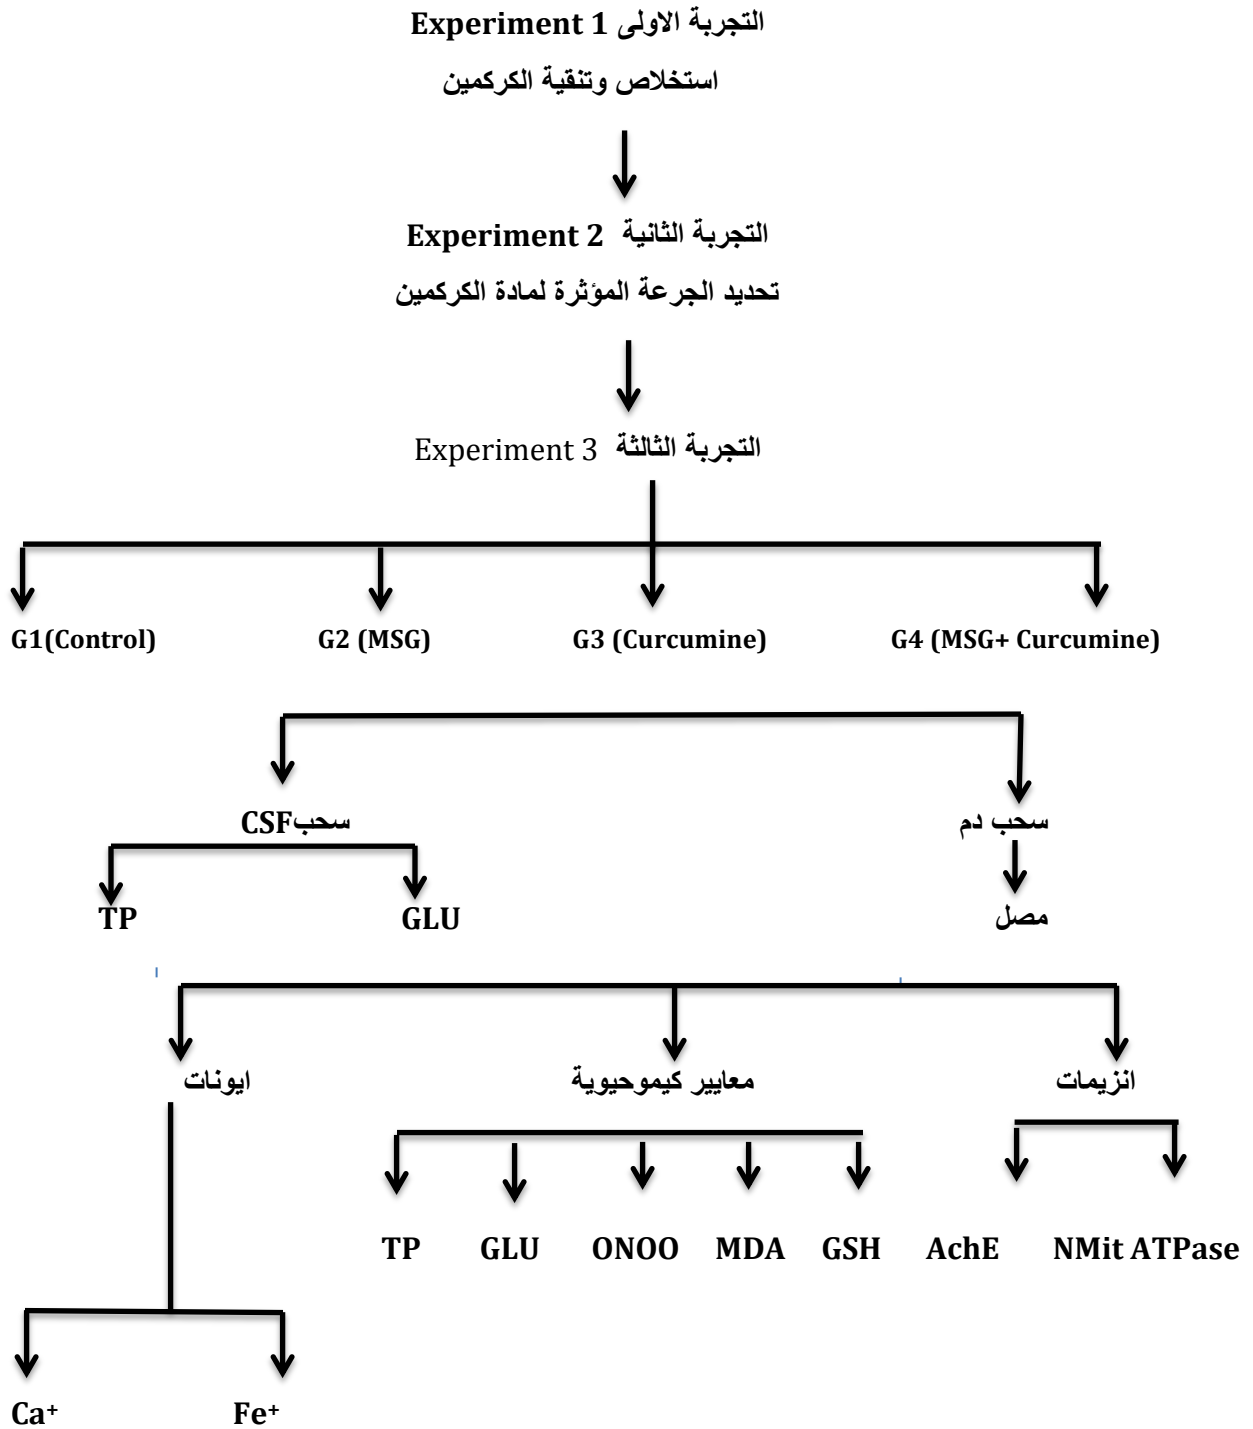 التجربة الاولى Experiment 1
استخلاص وتنقية الكركمين
التجربة الثانية Experiment 2
تحديد الجرعة المؤثرة لمادة الكركمين
التجربة الثالثة Experiment 3
G1(Control) G2 (MSG) G3 (Curcumine) G4 (MSG+ Curcumine)
سحبCSF سحب دم
TP GLU مصل
ايونات معايير كيموحيوية انزيمات
TP GLU ONOO MDA GSH AchE NMit ATPase
Ca⁺ Fe⁺